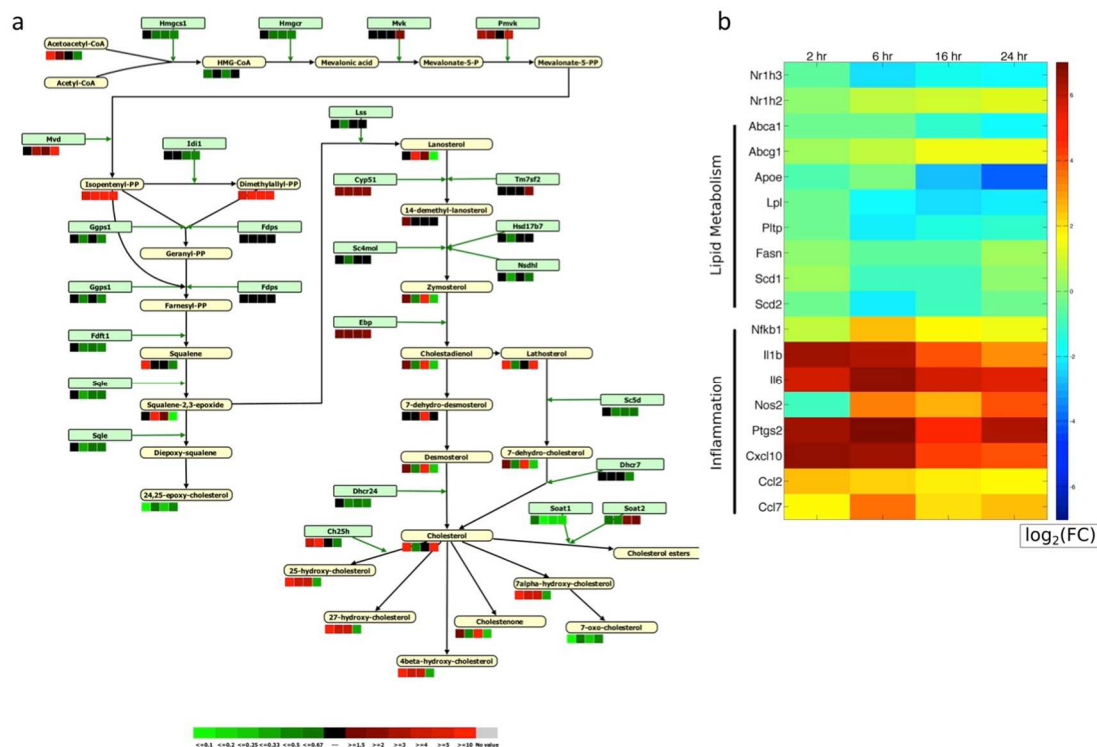 a
Hmgcs1
Hmgcr
Mvk
Pmvk
Acetoacetyl-CoA
HMG-CoA
Mevalonic acid
Mevalonate-5-P
Mevalonate-5-PP
Acetyl-CoA
Lss
Mvd
Idi1
Lanosterol
Isopentenyl-PP
Dimethylallyl-PP
Cyp51
Tm7sf2
14-demethyl-lanosterol
Ggps1
Fdps
Hsd17b7
Geranyl-PP
Sc4mol
Nsdhl
Ggps1
Fdps
Zymosterol
Farnesyl-PP
Ebp
Fdft1
Squalene
Cholestadienol
Lathosterol
Sqle
Squalene-2,3-epoxide
7-dehydro-desmosterol
Sc5d
Sqle
Diepoxy-squalene
Desmosterol
7-dehydro-cholesterol
Dhcr7
24,25-epoxy-cholesterol
Dhcr24
Soat1
Soat2
Ch25h
Cholesterol
Cholesterol esters
25-hydroxy-cholesterol
7alpha-hydroxy-cholesterol
27-hydroxy-cholesterol
Cholestenone
7-oxo-cholesterol
4beta-hydroxy-cholesterol
<=0.1 <=0.2 <=0.25 <=0.33 <=0.5 <=0.67 --- >=1.5 >=2 >=3 >=4 >=5 >=10 No value
b
2 hr 6 hr 16 hr 24 hr
Nr1h3
Nr1h2
Lipid Metabolism
Abca1
Abcg1
Apoe
Lpl
Pltp
Fasn
Scd1
Scd2
Inflammation
Nfkb1
Il1b
Il6
Nos2
Ptgs2
Cxcl10
Ccl2
Ccl7
6
4
2
0
-2
-4
-6
log₂(FC)